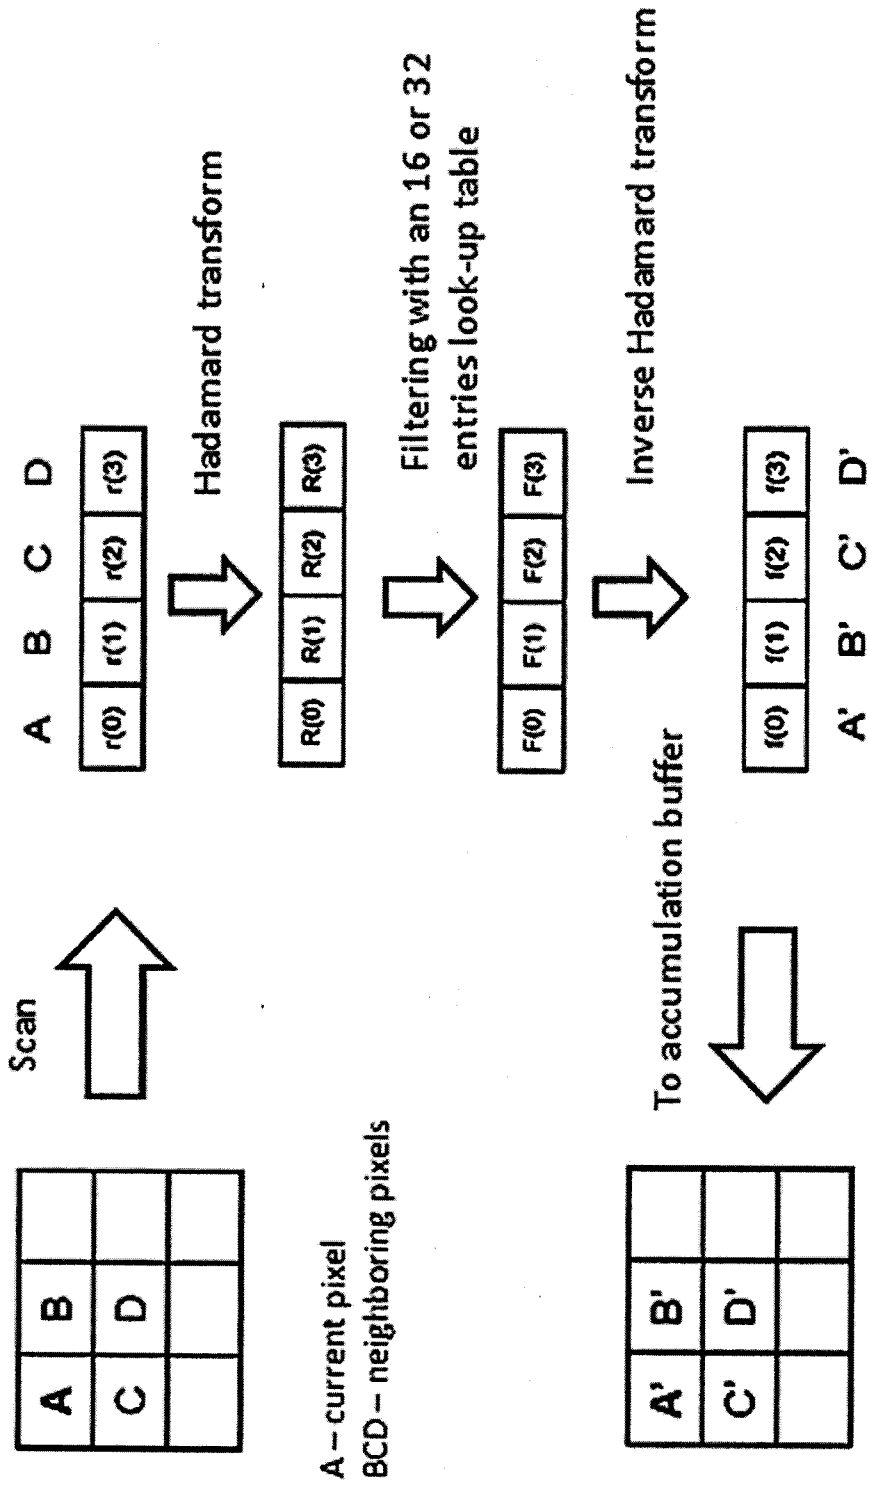 A B
C D
Scan
A B C D
r(0) r(1) r(2) r(3)
Hadamard transform
R(0) R(1) R(2) R(3)
Filtering with an 16 or 32
entries look-up table
F(0) F(1) F(2) F(3)
Inverse Hadamard transform
f(0) f(1) f(2) f(3)
A' B' C' D'
To accumulation buffer
A' B'
C' D'
A – current pixel
BCD – neighboring pixels